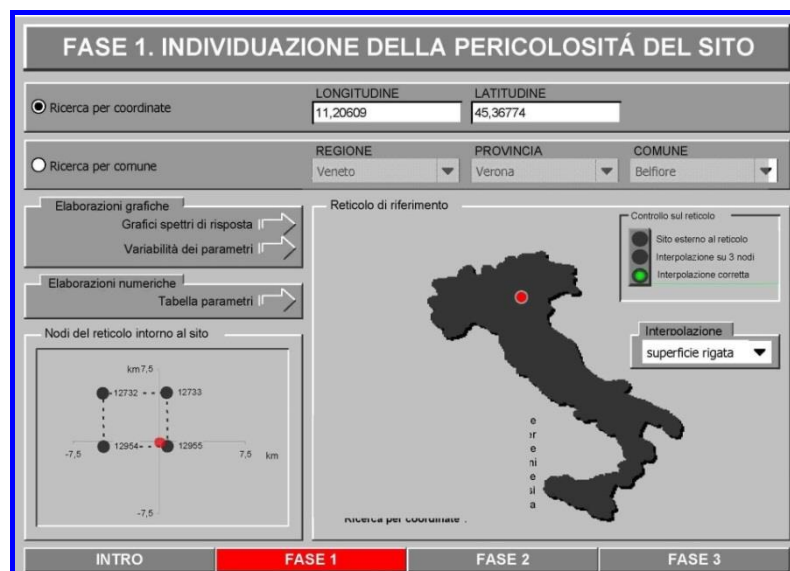 FASE 1. INDIVIDUAZIONE DELLA PERICOLOSITÁ DEL SITO
LONGITUDINE LATITUDINE
Ricerca per coordinate 11,20609 45,36774
REGIONE PROVINCIA COMUNE
Ricerca per comune Veneto Verona Belfiore
Elaborazioni grafiche
Grafici spettri di risposta
Variabilità dei parametri
Elaborazioni numeriche
Tabella parametri
Nodi del reticolo intorno al sito
km 7,5
12732 12733
12954 12955
-7,5 7,5 km
-7,5
Reticolo di riferimento
Controllo sul reticolo
Sito esterno al reticolo
Interpolazione su 3 nodi
Interpolazione corretta
Interpolazione
superficie rigata
e
e
ni
e
si
a
Ricerca per coordinate
INTRO FASE 1 FASE 2 FASE 3